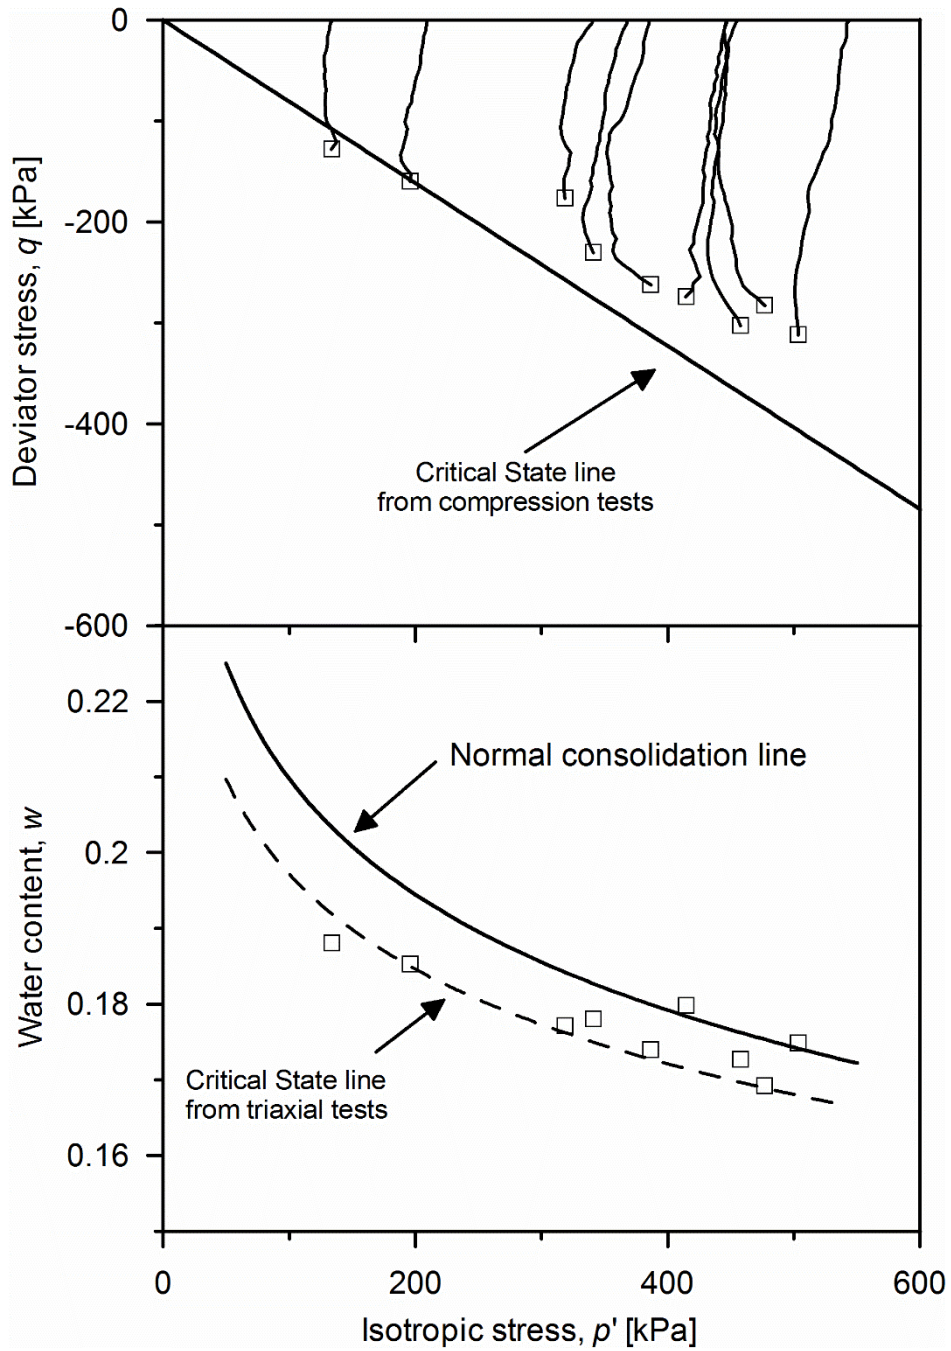 0
-200
-400
-600
Deviator stress, q [kPa]
Critical State line
from compression tests
0.22
0.2
0.18
0.16
Water content, w
Normal consolidation line
Critical State line
from triaxial tests
0 200 400 600
Isotropic stress, p' [kPa]